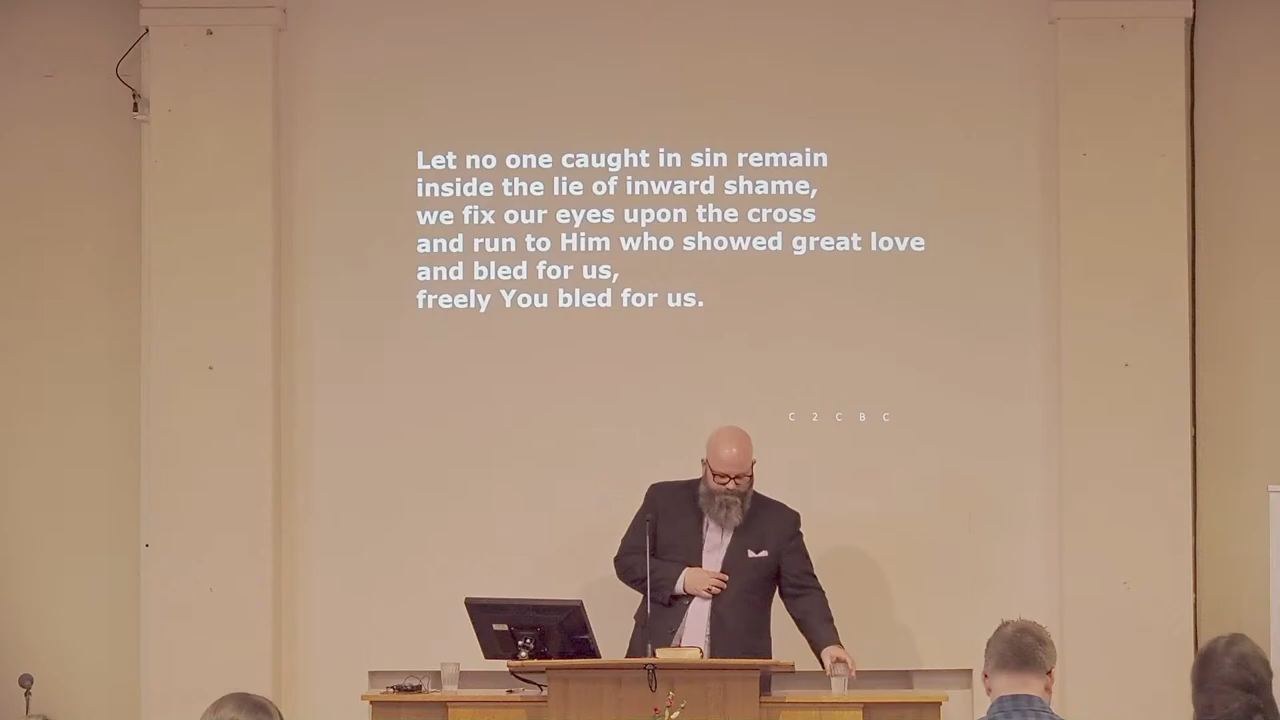 Let no one caught in sin remain
inside the lie of inward shame,
we fix our eyes upon the cross
and run to Him who showed great love
and bled for us,
freely You bled for us.
C 2 C B C